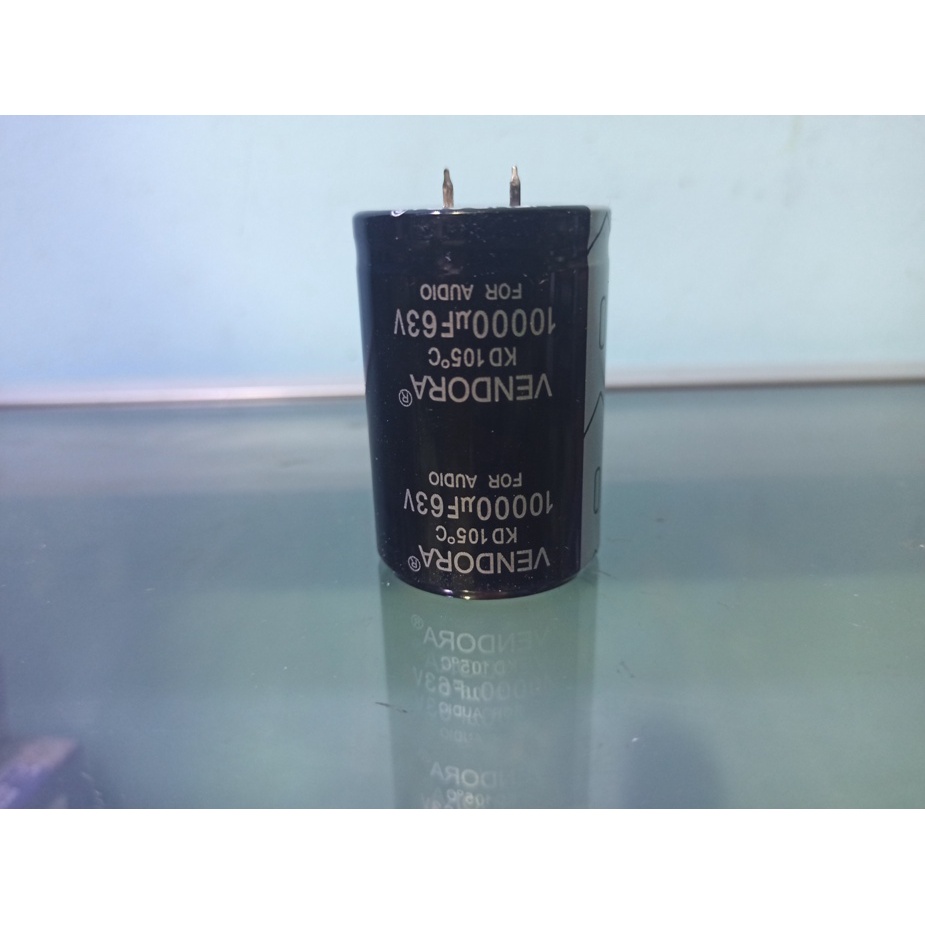 VENDORA®
KD 105°C
10000µF63V
FOR AUDIO
VENDORA®
KD 105°C
10000µF63V
FOR AUDIO